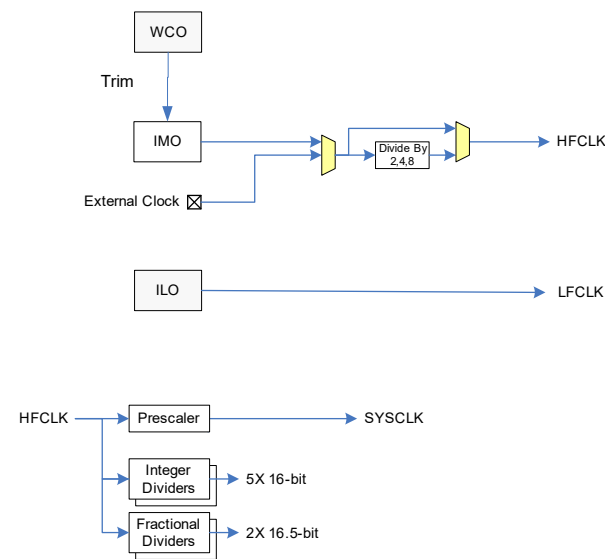 WCO
Trim
IMO
Divide By
2,4,8
HFCLK
External Clock
ILO
LFCLK
HFCLK
Prescaler
SYSCLK
Integer
Dividers
5X 16-bit
Fractional
Dividers
2X 16.5-bit